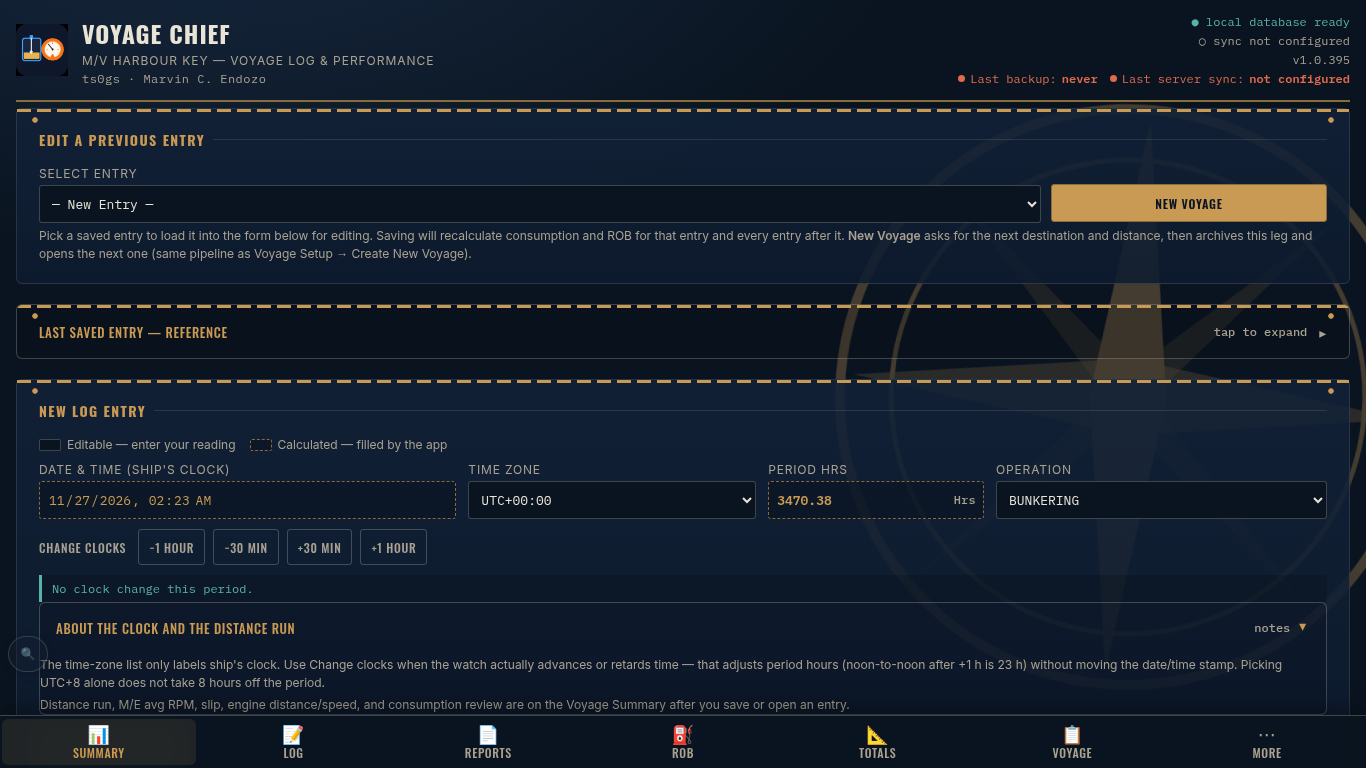 VOYAGE CHIEF
M/V HARBOUR KEY — VOYAGE LOG & PERFORMANCE
ts0gs · Marvin C. Endozo
● local database ready
○ sync not configured
v1.0.395
● Last backup: never ● Last server sync: not configured
EDIT A PREVIOUS ENTRY
SELECT ENTRY
— New Entry —
NEW VOYAGE
Pick a saved entry to load it into the form below for editing. Saving will recalculate consumption and ROB for that entry and every entry after it. New Voyage asks for the next destination and distance, then archives this leg and
opens the next one (same pipeline as Voyage Setup → Create New Voyage).
LAST SAVED ENTRY — REFERENCE
tap to expand ▶
NEW LOG ENTRY
Editable — enter your reading
Calculated — filled by the app
DATE & TIME (SHIP'S CLOCK)
TIME ZONE
PERIOD HRS
OPERATION
11/27/2026, 02:23 AM
UTC+00:00
3470.38 Hrs
BUNKERING
CHANGE CLOCKS
-1 HOUR
-30 MIN
+30 MIN
+1 HOUR
No clock change this period.
ABOUT THE CLOCK AND THE DISTANCE RUN
notes ▼
The time-zone list only labels ship's clock. Use Change clocks when the watch actually advances or retards time — that adjusts period hours (noon-to-noon after +1 h is 23 h) without moving the date/time stamp. Picking
UTC+8 alone does not take 8 hours off the period.
Distance run, M/E avg RPM, slip, engine distance/speed, and consumption review are on the Voyage Summary after you save or open an entry.
SUMMARY
LOG
REPORTS
ROB
TOTALS
VOYAGE
MORE